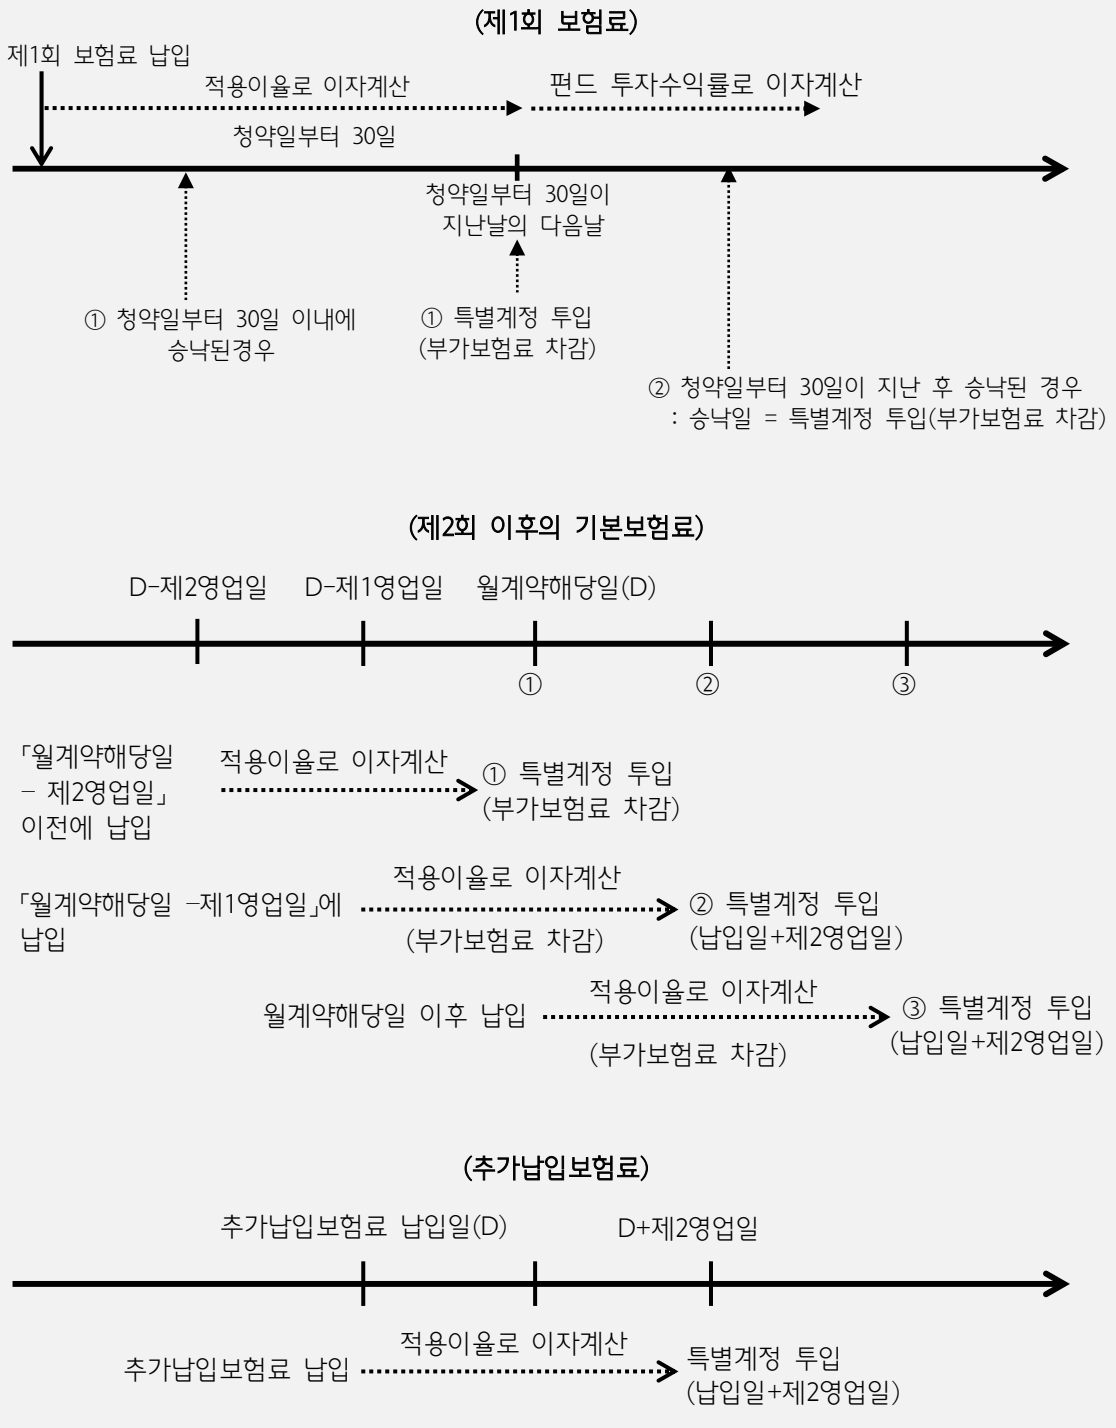 (제1회 보험료)
제1회 보험료 납입
적용이율로 이자계산
펀드 투자수익률로 이자계산
청약일부터 30일
청약일부터 30일이
지난날의 다음날
① 청약일부터 30일 이내에
승낙된경우
① 특별계정 투입
(부가보험료 차감)
② 청약일부터 30일이 지난 후 승낙된 경우
: 승낙일 = 특별계정 투입(부가보험료 차감)
(제2회 이후의 기본보험료)
D-제2영업일
D-제1영업일
월계약해당일(D)
①
②
③
「월계약해당일
- 제2영업일」
이전에 납입
적용이율로 이자계산
① 특별계정 투입
(부가보험료 차감)
「월계약해당일 -제1영업일」에
납입
적용이율로 이자계산
(부가보험료 차감)
② 특별계정 투입
(납입일+제2영업일)
월계약해당일 이후 납입
적용이율로 이자계산
(부가보험료 차감)
③ 특별계정 투입
(납입일+제2영업일)
(추가납입보험료)
추가납입보험료 납입일(D)
D+제2영업일
추가납입보험료 납입
적용이율로 이자계산
특별계정 투입
(납입일+제2영업일)